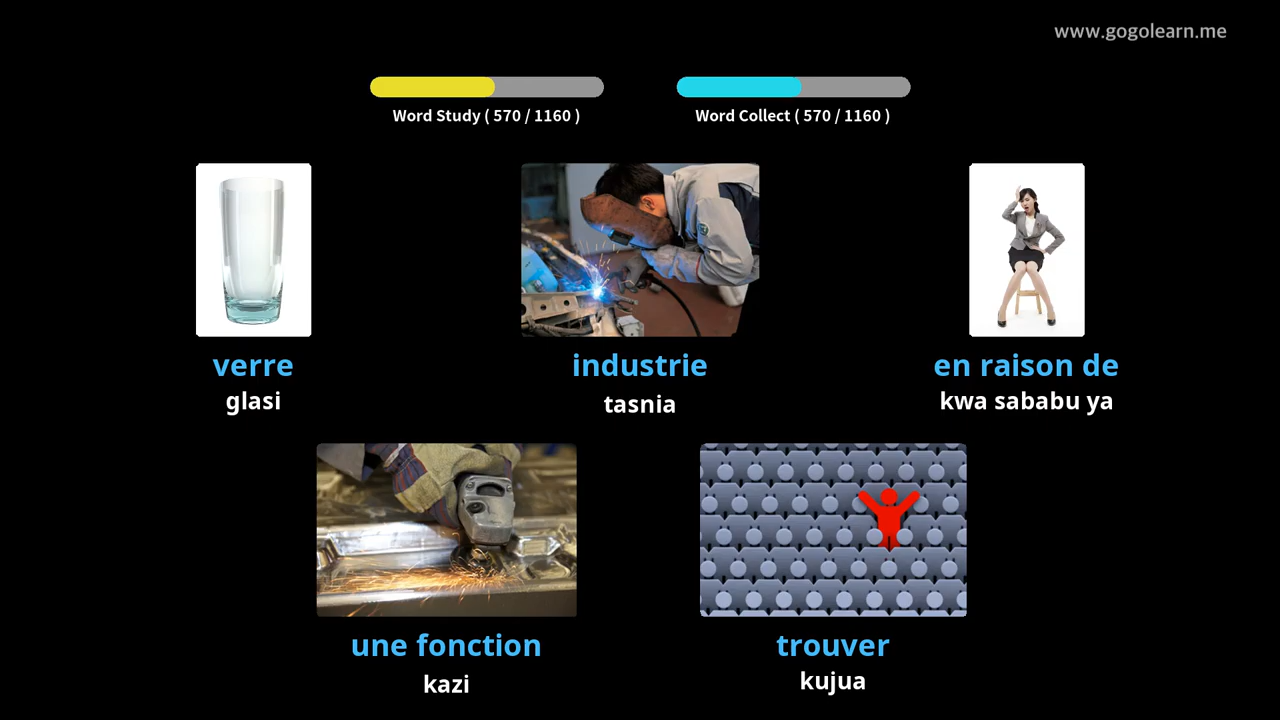 www.gogolearn.me
Word Study ( 570 / 1160 )
Word Collect ( 570 / 1160 )
verre
glasi
industrie
tasnia
en raison de
kwa sababu ya
une fonction
kazi
trouver
kujua